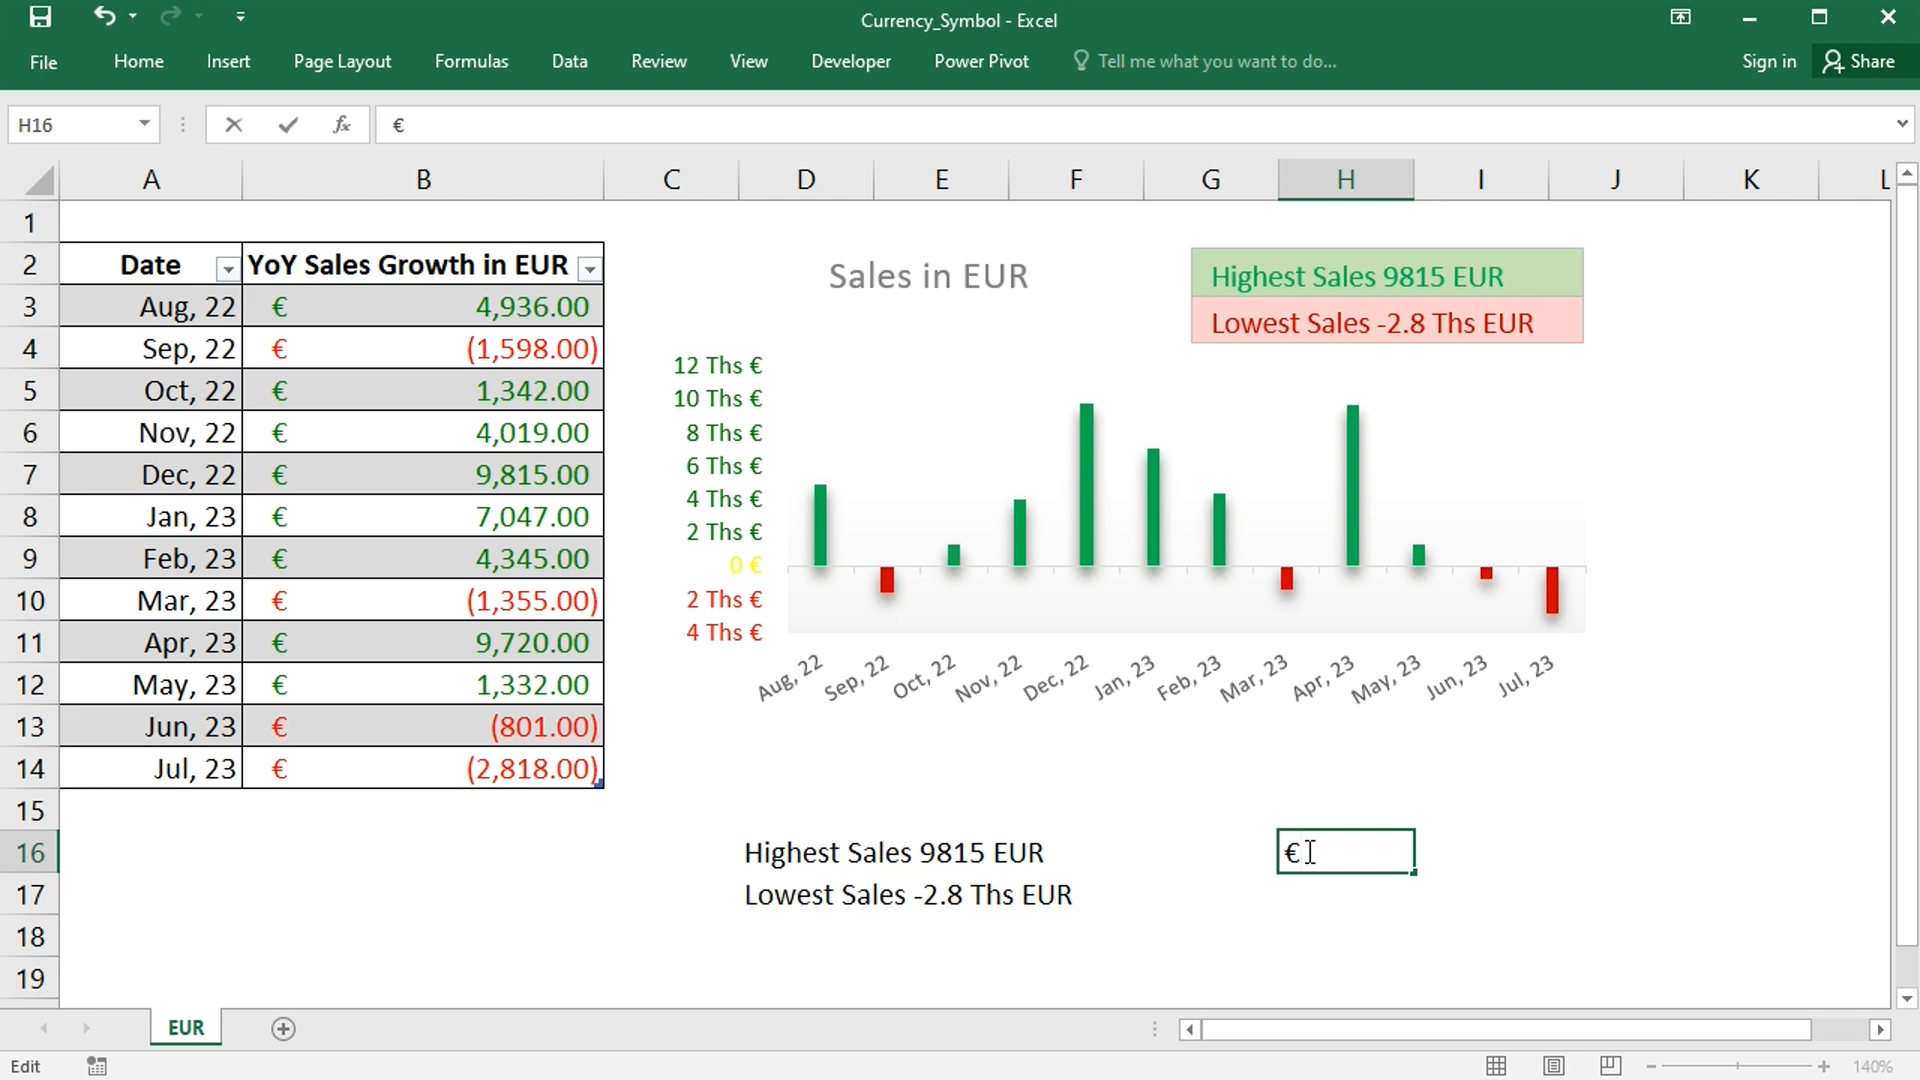 Currency_Symbol - Excel
File Home Insert Page Layout Formulas Data Review View Developer Power Pivot Tell me what you want to do... Sign in Share
H16 fx €
A B C D E F G H I J K L
1
2 Date YoY Sales Growth in EUR
3 Aug, 22 € 4,936.00
4 Sep, 22 € (1,598.00)
5 Oct, 22 € 1,342.00
6 Nov, 22 € 4,019.00
7 Dec, 22 € 9,815.00
8 Jan, 23 € 7,047.00
9 Feb, 23 € 4,345.00
10 Mar, 23 € (1,355.00)
11 Apr, 23 € 9,720.00
12 May, 23 € 1,332.00
13 Jun, 23 € (801.00)
14 Jul, 23 € (2,818.00)
15
16
17
18
19
Sales in EUR
Highest Sales 9815 EUR
Lowest Sales -2.8 Ths EUR
12 Ths €
10 Ths €
8 Ths €
6 Ths €
4 Ths €
2 Ths €
0 €
2 Ths €
4 Ths €
Aug, 22 Sep, 22 Oct, 22 Nov, 22 Dec, 22 Jan, 23 Feb, 23 Mar, 23 Apr, 23 May, 23 Jun, 23 Jul, 23
Highest Sales 9815 EUR €
Lowest Sales -2.8 Ths EUR
EUR
Edit 140%